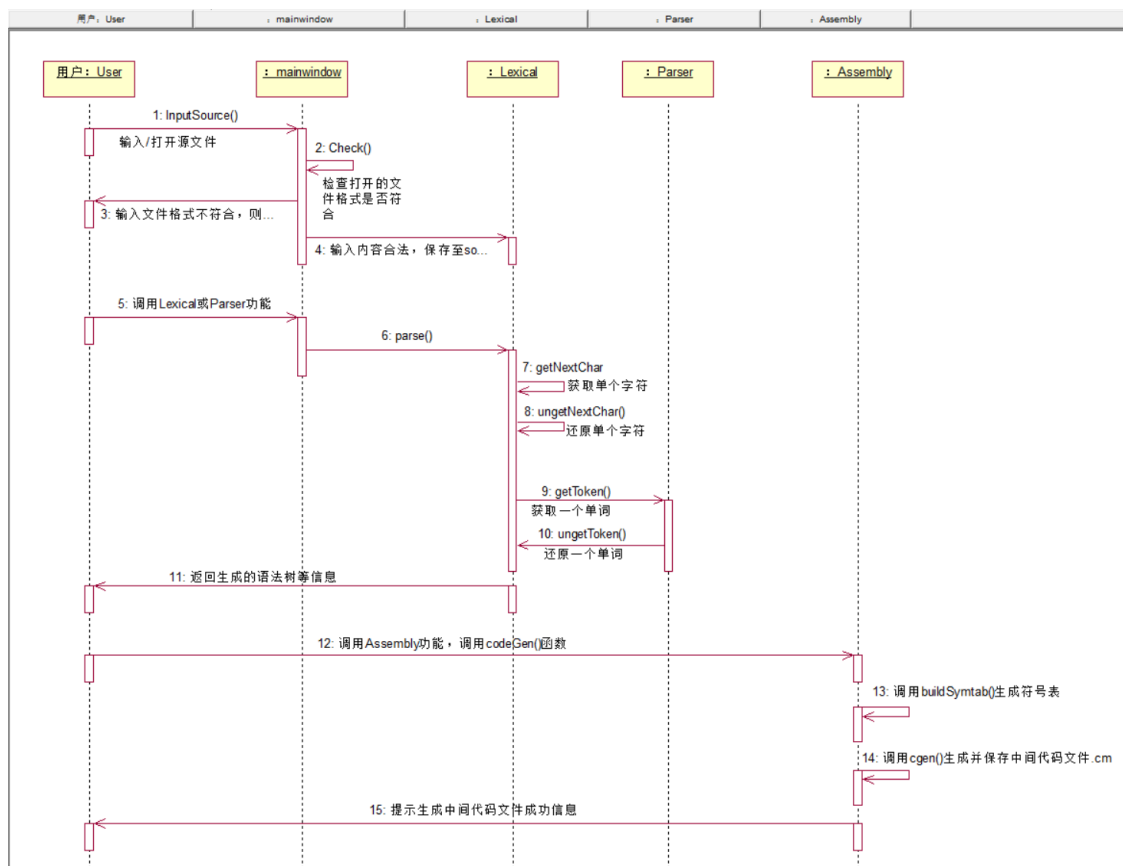 用户：User
：mainwindow
：Lexical
：Parser
：Assembly
用户：User
：mainwindow
：Lexical
：Parser
：Assembly
1: InputSource()
输入/打开源文件
2: Check()
检查打开的文
件格式是否符
合
3: 输入文件格式不符合，则...
4: 输入内容合法，保存至so...
5: 调用Lexical或Parser功能
6: parse()
7: getNextChar
获取单个字符
8: ungetNextChar()
还原单个字符
9: getToken()
获取一个单词
10: ungetToken()
还原一个单词
11: 返回生成的语法树等信息
12: 调用Assembly功能，调用codeGen()函数
13: 调用buildSymtab()生成符号表
14: 调用cgen()生成并保存中间代码文件.cm
15: 提示生成中间代码文件成功信息